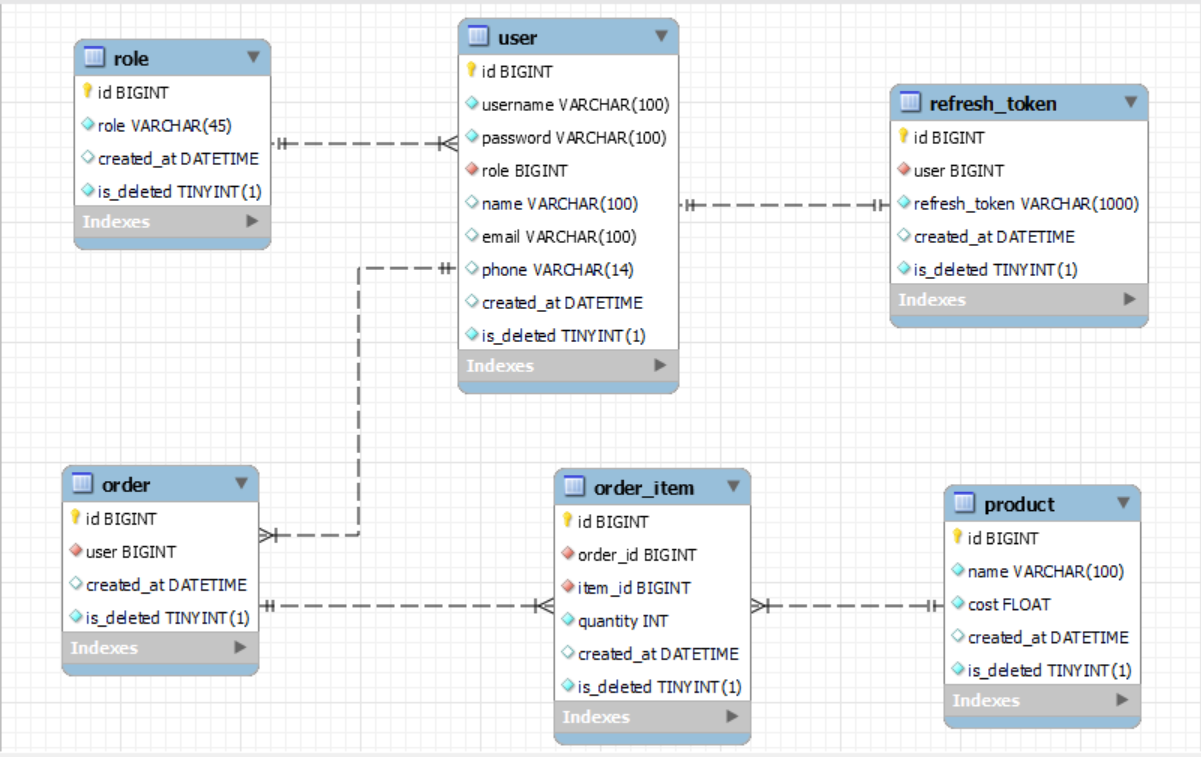 role
id BIGINT
role VARCHAR(45)
created_at DATETIME
is_deleted TINYINT(1)
Indexes
user
id BIGINT
username VARCHAR(100)
password VARCHAR(100)
role BIGINT
name VARCHAR(100)
email VARCHAR(100)
phone VARCHAR(14)
created_at DATETIME
is_deleted TINYINT(1)
Indexes
refresh_token
id BIGINT
user BIGINT
refresh_token VARCHAR(1000)
created_at DATETIME
is_deleted TINYINT(1)
Indexes
order
id BIGINT
user BIGINT
created_at DATETIME
is_deleted TINYINT(1)
Indexes
order_item
id BIGINT
order_id BIGINT
item_id BIGINT
quantity INT
created_at DATETIME
is_deleted TINYINT(1)
Indexes
product
id BIGINT
name VARCHAR(100)
cost FLOAT
created_at DATETIME
is_deleted TINYINT(1)
Indexes